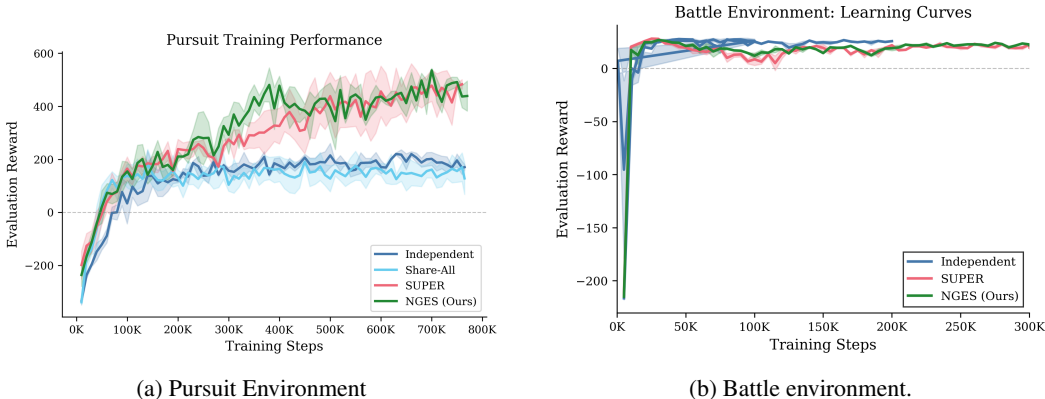 Pursuit Training Performance
Evaluation Reward
600
400
200
0
−200
0K 100K 200K 300K 400K 500K 600K 700K 800K
Training Steps
Independent
Share-All
SUPER
NGES (Ours)
(a) Pursuit Environment
Battle Environment: Learning Curves
Evaluation Reward
0
−50
−100
−150
−200
0K 50K 100K 150K 200K 250K 300K
Training Steps
Independent
SUPER
NGES (Ours)
(b) Battle environment.